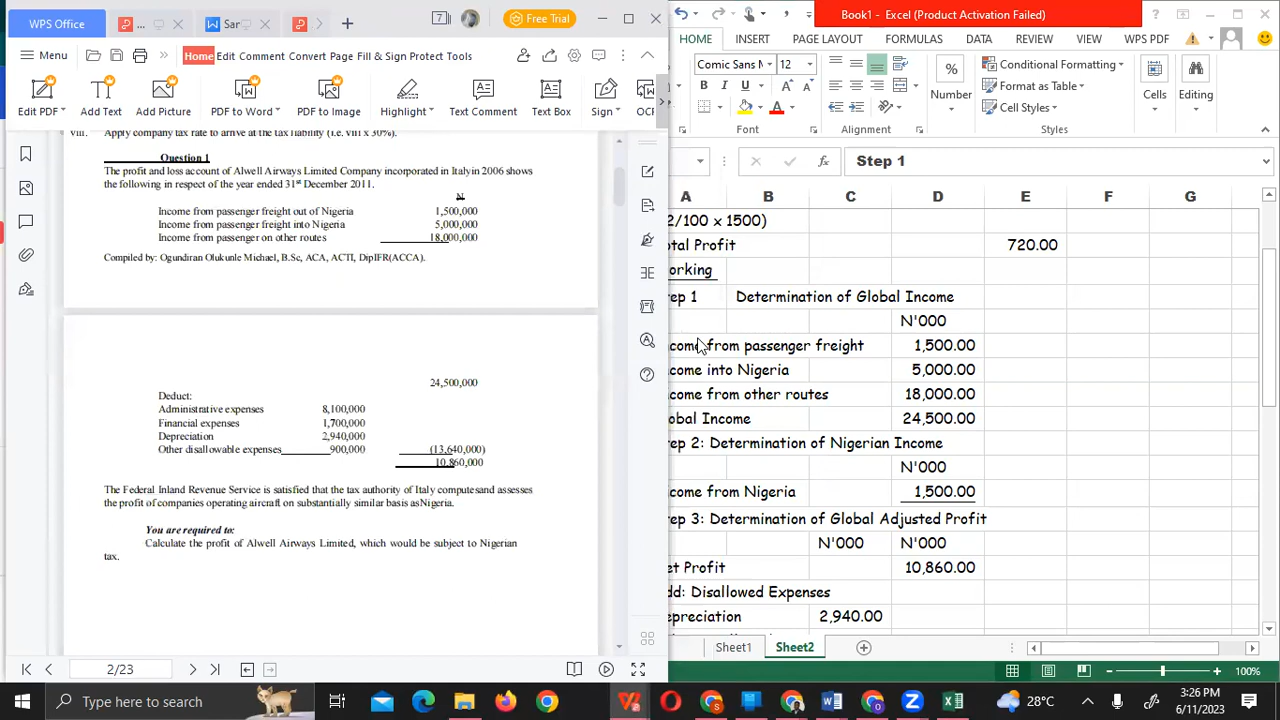 WPS Office
...
Sar
7
Free Trial
Book1 - Excel (Product Activation Failed)
Menu
Home Edit Comment Convert Page Fill & Sign Protect Tools
HOME INSERT PAGE LAYOUT FORMULAS DATA REVIEW VIEW WPS PDF
Edit PDF Add Text Add Picture PDF to Word PDF to Image Highlight Text Comment Text Box Sign OCR
Comic Sans M 12
Font
Alignment
Number
Conditional Formatting
Format as Table
Cell Styles
Styles
Cells
Editing
Step 1
VIII. Apply company tax rate to arrive at the tax liability (i.e. VIII x 30%).
Question 1
The profit and loss account of Alwell Airways Limited Company incorporated in Italyin 2006 shows
the following in respect of the year ended 31st December 2011.
N
Income from passenger freight out of Nigeria 1,500,000
Income from passenger freight into Nigeria 5,000,000
Income from passenger on other routes 18,000,000
Compiled by: Ogundiran Olukunle Michael, B.Sc, ACA, ACTI, DipIFR(ACCA).
24,500,000
Deduct:
Administrative expenses 8,100,000
Financial expenses 1,700,000
Depreciation 2,940,000
Other disallowable expenses 900,000 (13,640,000)
10,860,000
The Federal Inland Revenue Service is satisfied that the tax authority of Italy computesand assesses
the profit of companies operating aircraft on substantially similar basis asNigeria.
You are required to:
Calculate the profit of Alwell Airways Limited, which would be subject to Nigerian
tax.
2/23
A B C D E F G
2/100 x 1500)
otal Profit 720.00
orking
ep 1 Determination of Global Income
N'000
come from passenger freight 1,500.00
come into Nigeria 5,000.00
come from other routes 18,000.00
obal Income 24,500.00
ep 2: Determination of Nigerian Income
N'000
come from Nigeria 1,500.00
ep 3: Determination of Global Adjusted Profit
N'000 N'000
et Profit 10,860.00
dd: Disallowed Expenses
epreciation 2,940.00
Sheet1 Sheet2
100%
Type here to search
28°C
3:26 PM
6/11/2023